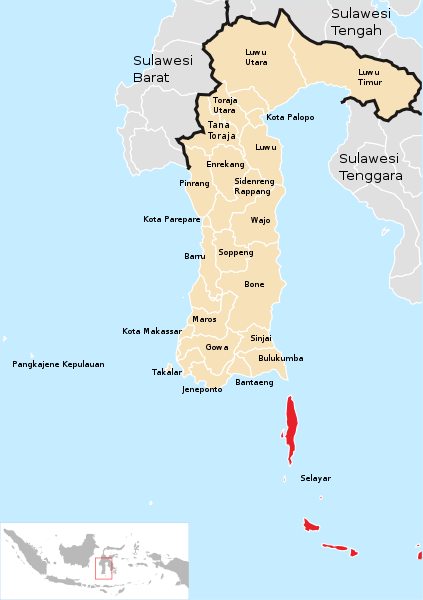 Sulawesi
Tengah
Luwu
Utara
Sulawesi
Barat
Luwu
Timur
Toraja
Utara
Kota Palopo
Tana
Toraja
Luwu
Sulawesi
Tenggara
Enrekang
Pinrang
Sidenreng
Rappang
Kota Parepare
Wajo
Soppeng
Barru
Bone
Maros
Kota Makassar
Sinjai
Gowa
Bulukumba
Pangkajene Kepulauan
Takalar
Bantaeng
Jeneponto
Selayar